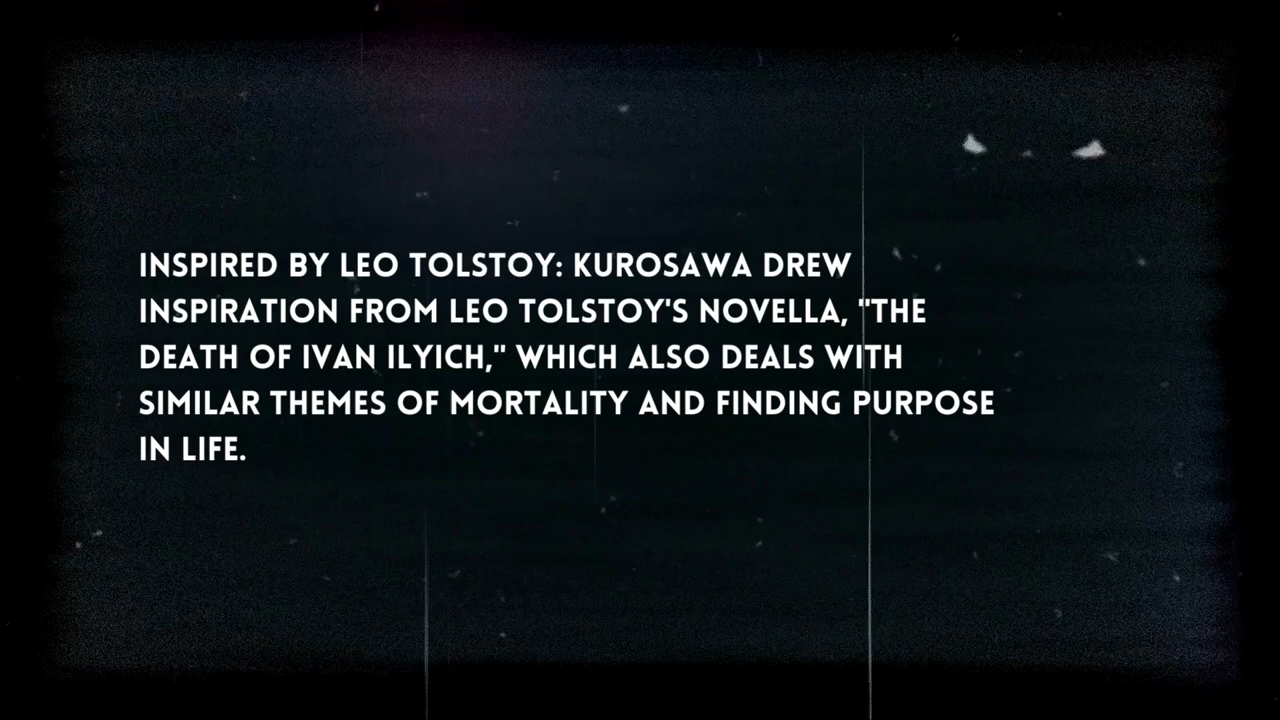 INSPIRED BY LEO TOLSTOY: KUROSAWA DREW
INSPIRATION FROM LEO TOLSTOY'S NOVELLA, "THE
DEATH OF IVAN ILYICH," WHICH ALSO DEALS WITH
SIMILAR THEMES OF MORTALITY AND FINDING PURPOSE
IN LIFE.